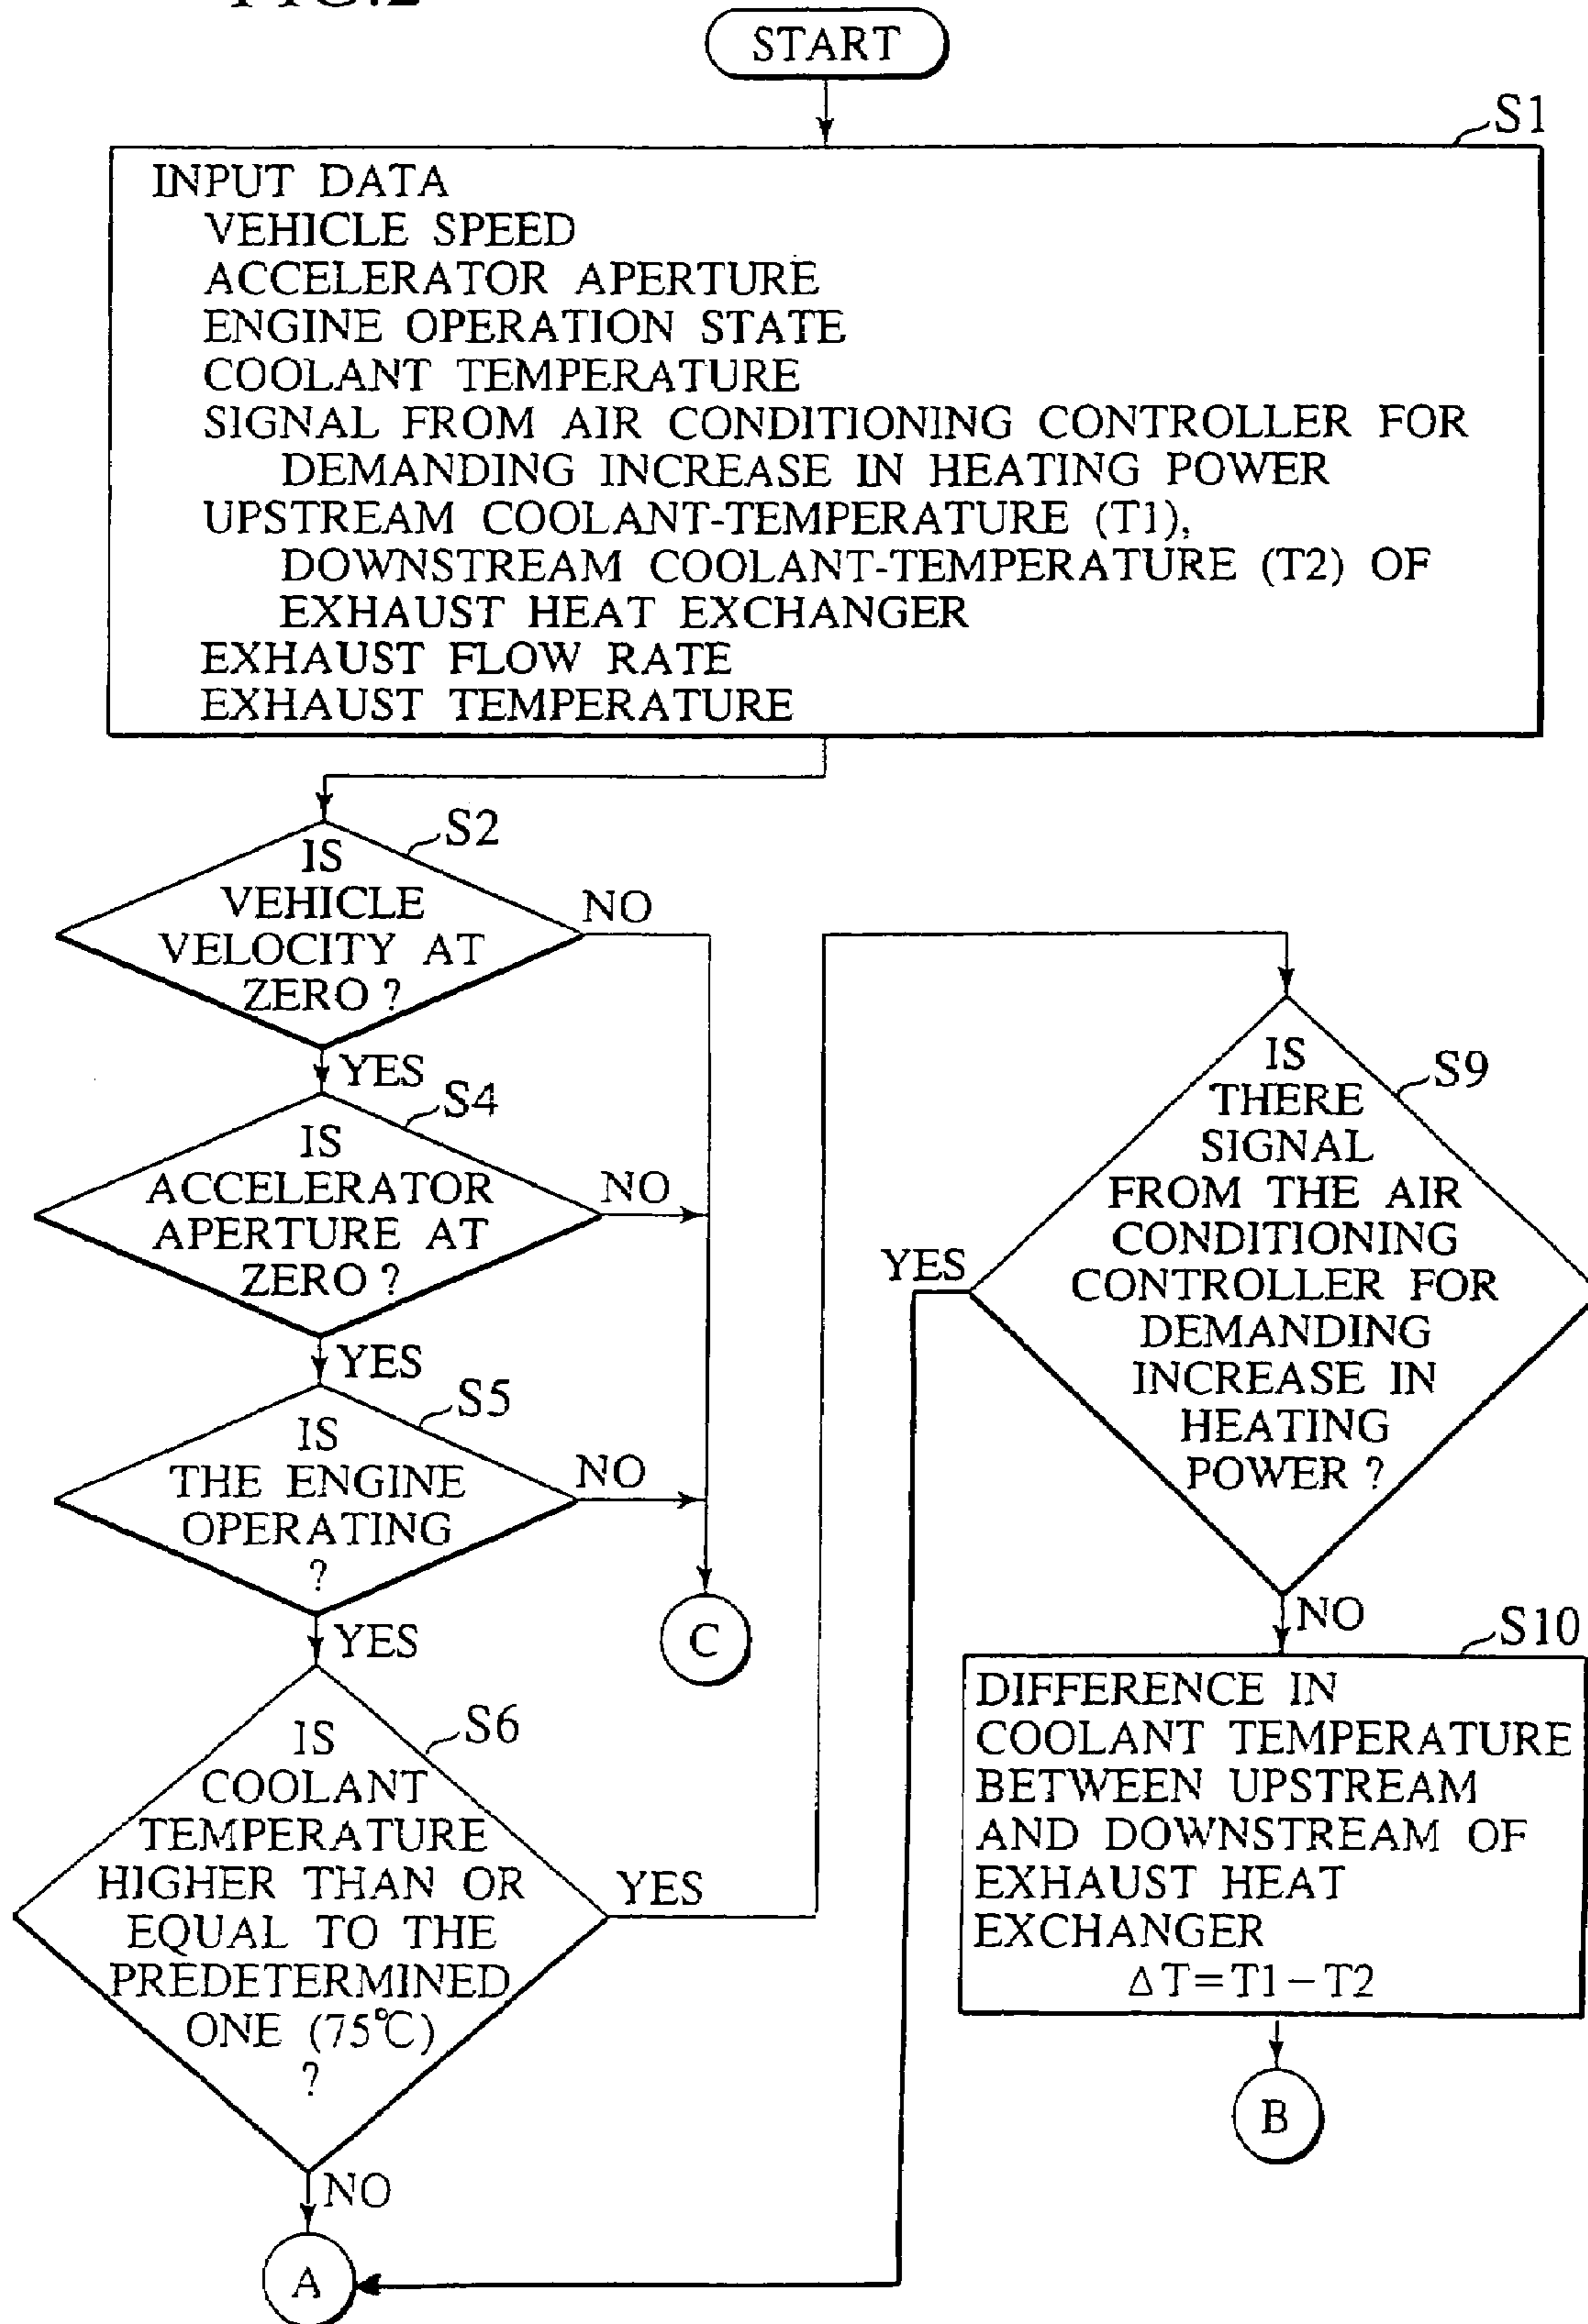 FIG.2
START
S1
INPUT DATA
VEHICLE SPEED
ACCELERATOR APERTURE
ENGINE OPERATION STATE
COOLANT TEMPERATURE
SIGNAL FROM AIR CONDITIONING CONTROLLER FOR
DEMANDING INCREASE IN HEATING POWER
UPSTREAM COOLANT-TEMPERATURE (T1),
DOWNSTREAM COOLANT-TEMPERATURE (T2) OF
EXHAUST HEAT EXCHANGER
EXHAUST FLOW RATE
EXHAUST TEMPERATURE
S2
IS
VEHICLE
VELOCITY AT
ZERO ?
NO
YES
S4
IS
ACCELERATOR
APERTURE AT
ZERO ?
NO
YES
S5
IS
THE ENGINE
OPERATING
?
NO
YES
C
S6
IS
COOLANT
TEMPERATURE
HIGHER THAN OR
EQUAL TO THE
PREDETERMINED
ONE (75℃)
?
YES
NO
A
S9
IS
THERE
SIGNAL
FROM THE AIR
CONDITIONING
CONTROLLER FOR
DEMANDING
INCREASE IN
HEATING
POWER ?
YES
NO
S10
DIFFERENCE IN
COOLANT TEMPERATURE
BETWEEN UPSTREAM
AND DOWNSTREAM OF
EXHAUST HEAT
EXCHANGER
ΔT=T1−T2
B